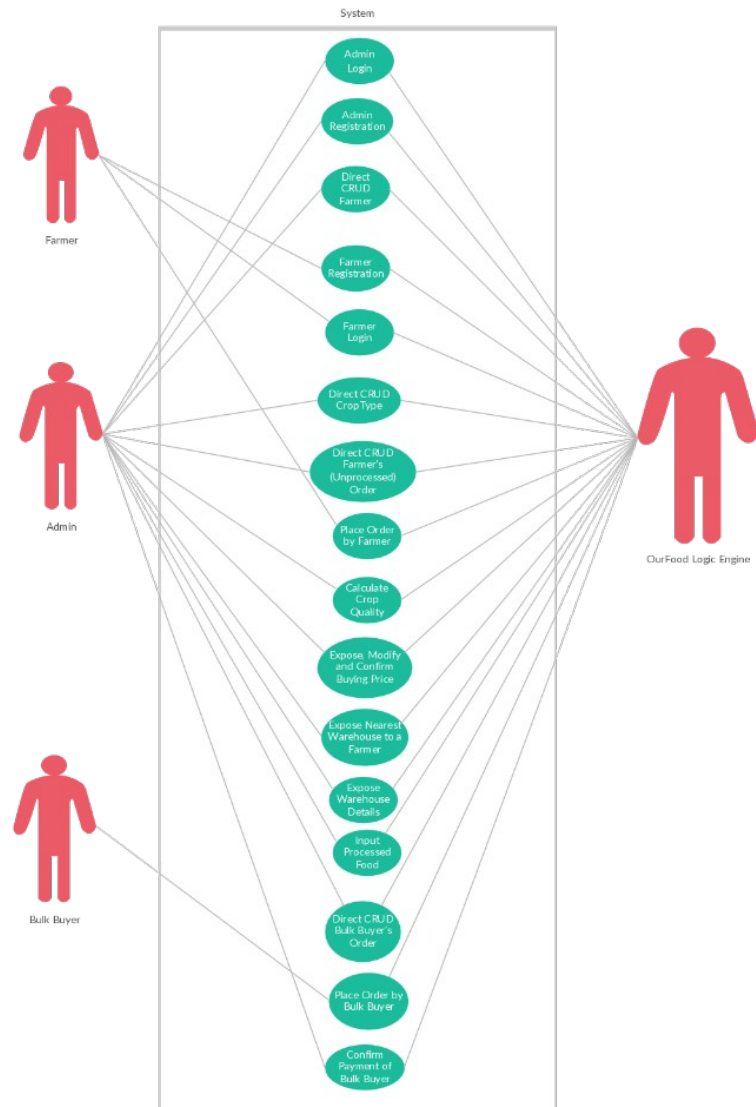 System
Admin
Login
Admin
Registration
Direct
CRUD
Farmer
Farmer
Farmer
Registration
Farmer
Login
Direct CRUD
Crop Type
Direct CRUD
Farmer's
(Unprocessed)
Order
Admin
Place Order
by Farmer
OurFood Logic Engine
Calculate
Crop
Quality
Expose, Modify
and Confirm
Buying Price
Expose Nearest
Warehouse to a
Farmer
Expose
Warehouse
Details
Input
Processed
Food
Bulk Buyer
Direct CRUD
Bulk Buyer's
Order
Place Order by
Bulk Buyer
Confirm
Payment of
Bulk Buyer